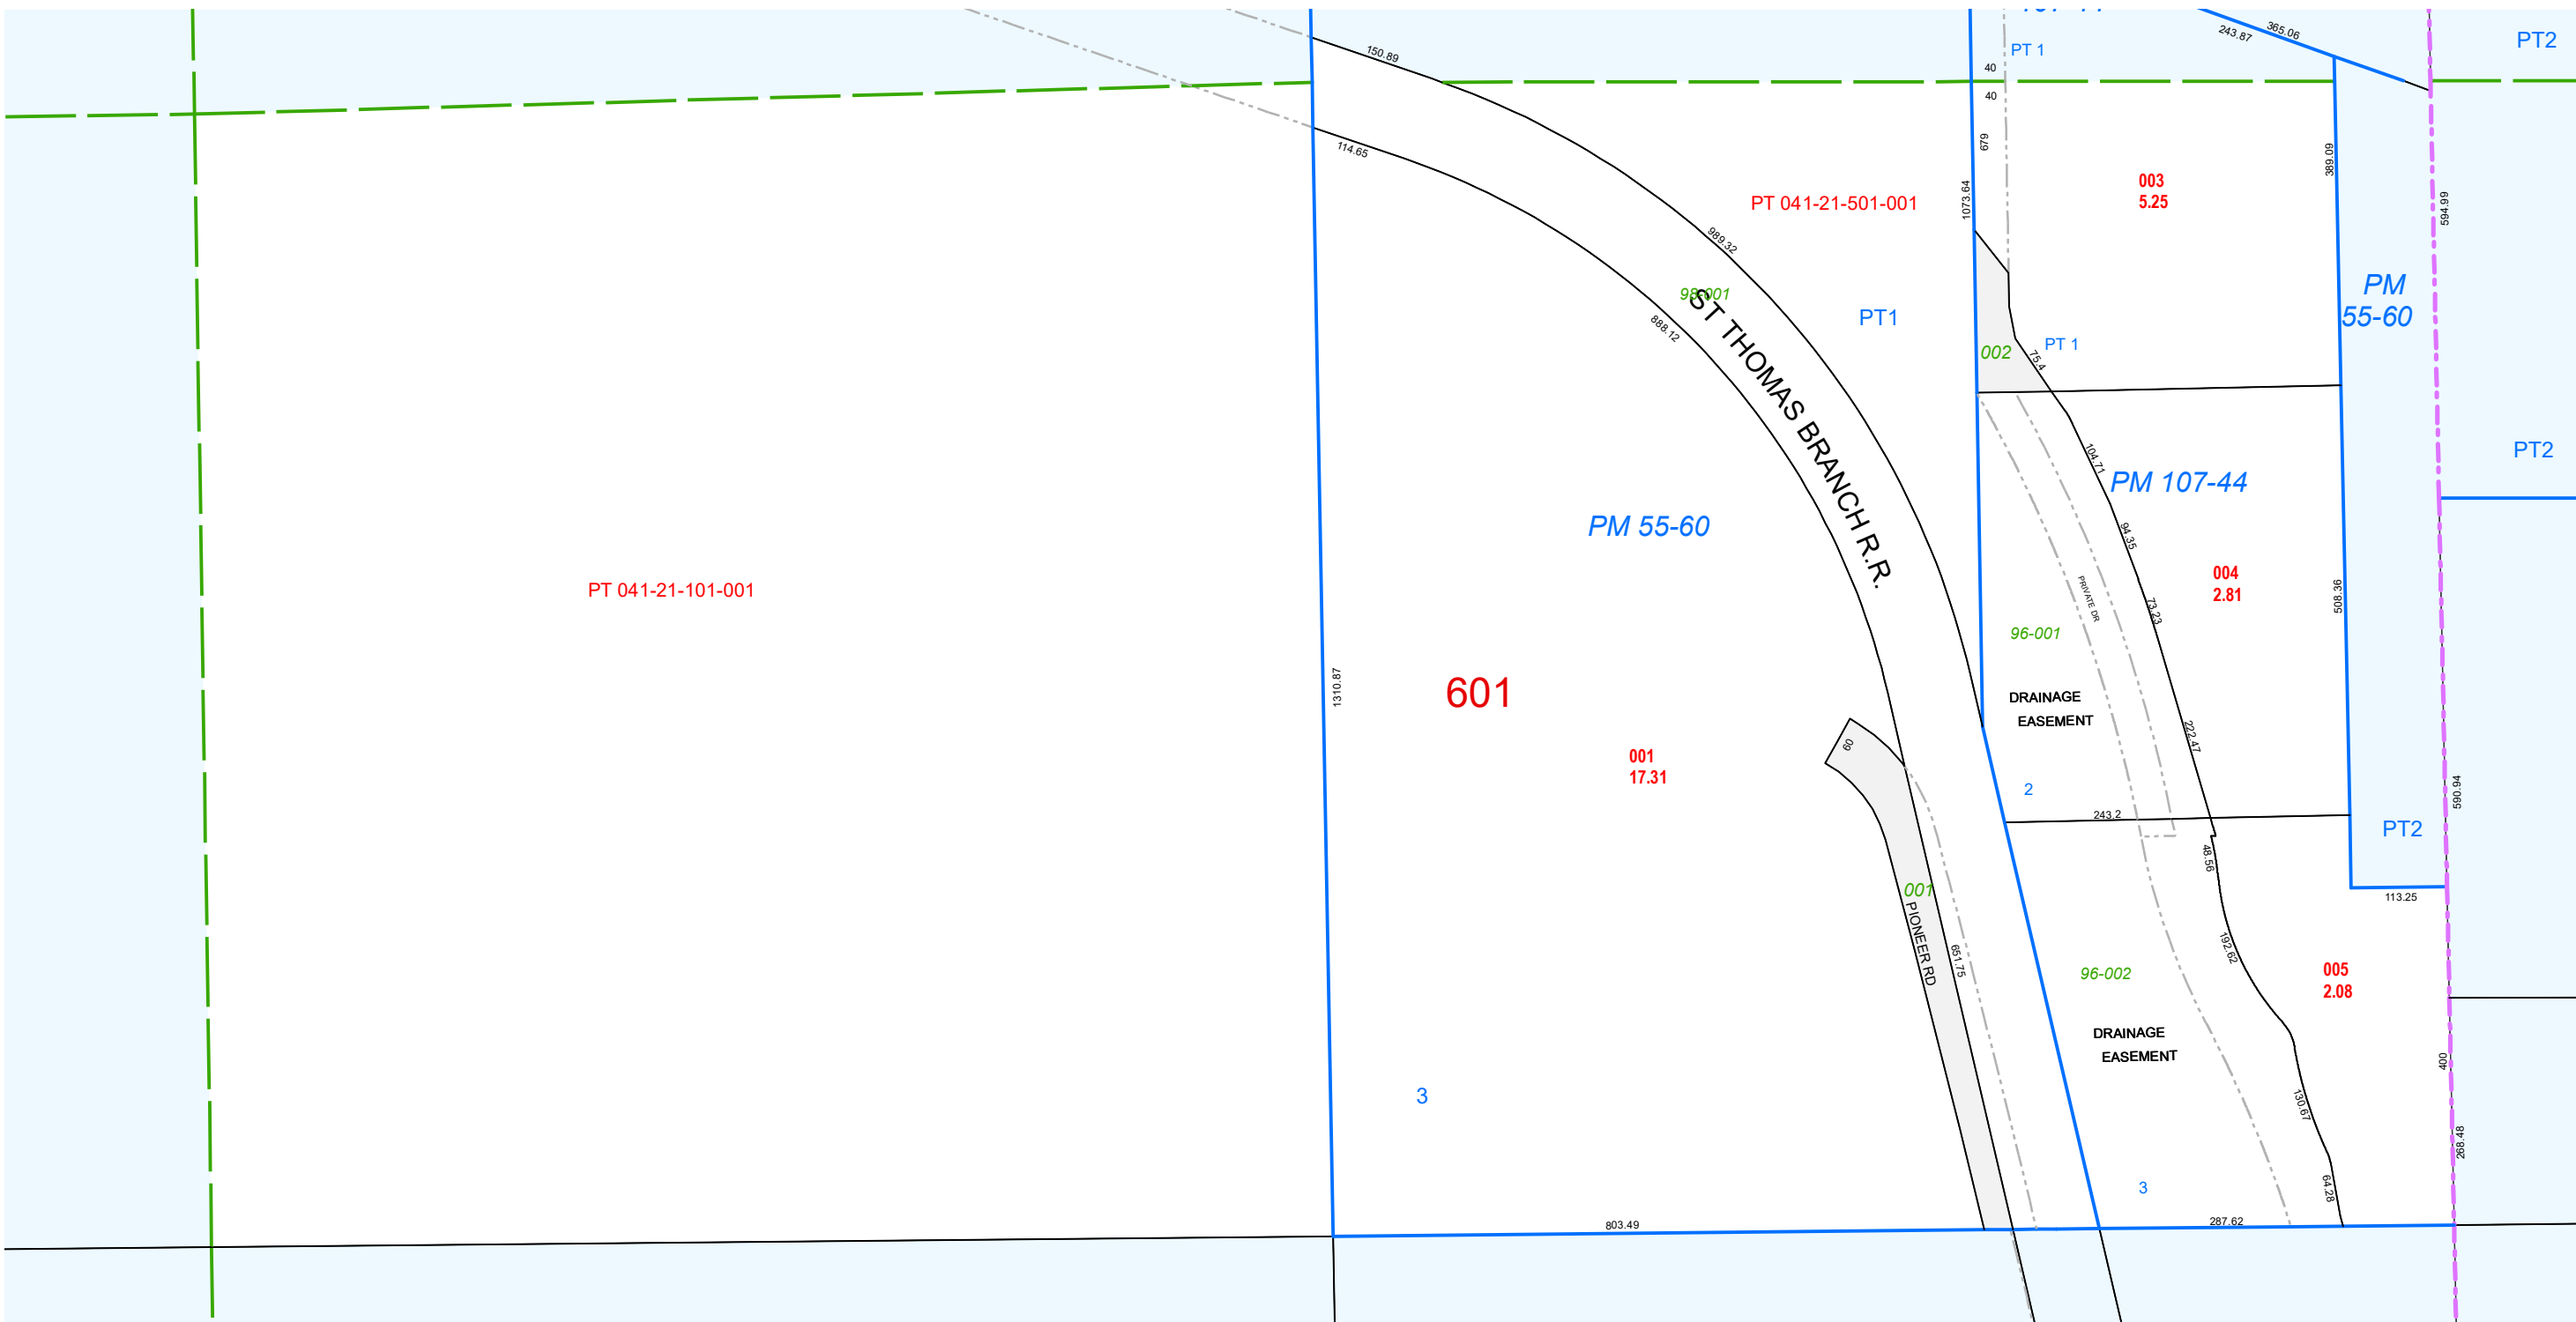 150.89
114.65
989.32
888.12
98-001
ST THOMAS BRANCH R.R.
PT 041-21-501-001
PT1
PT 1
40
40
679
1073.64
243.87
365.06
PT2
003
5.25
389.09
594.99
PM
55-60
002
PT 1
75.4
PM 107-44
104.71
94.35
73.23
222.47
PRIVATE DR
004
2.81
508.36
PT2
PM 55-60
PT 041-21-101-001
601
1310.87
001
17.31
60
96-001
DRAINAGE
EASEMENT
2
243.2
590.94
PT2
113.25
48.56
001
PIONEER RD
651.75
192.62
96-002
DRAINAGE
EASEMENT
005
2.08
400
130.67
268.48
64.28
3
3
803.49
287.62